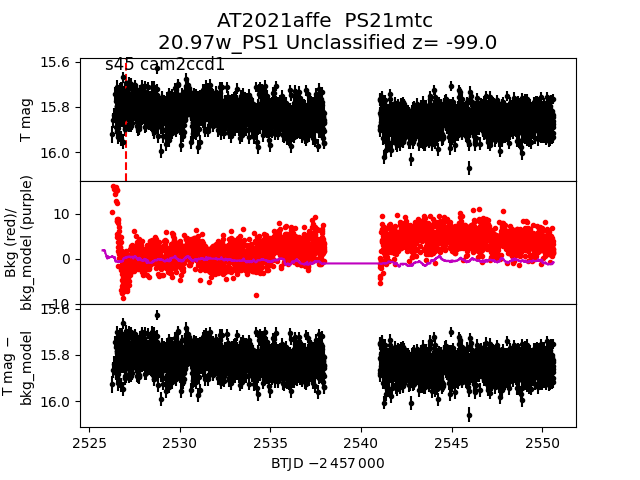 AT2021affe PS21mtc
20.97w_PS1 Unclassified z= -99.0
s45 cam2ccd1
15.6
15.8
16.0
T mag
10
0
−10
Bkg (red)/
bkg_model (purple)
15.6
15.8
16.0
T mag −
bkg_model
2525
2530
2535
2540
2545
2550
BTJD −2 457 000